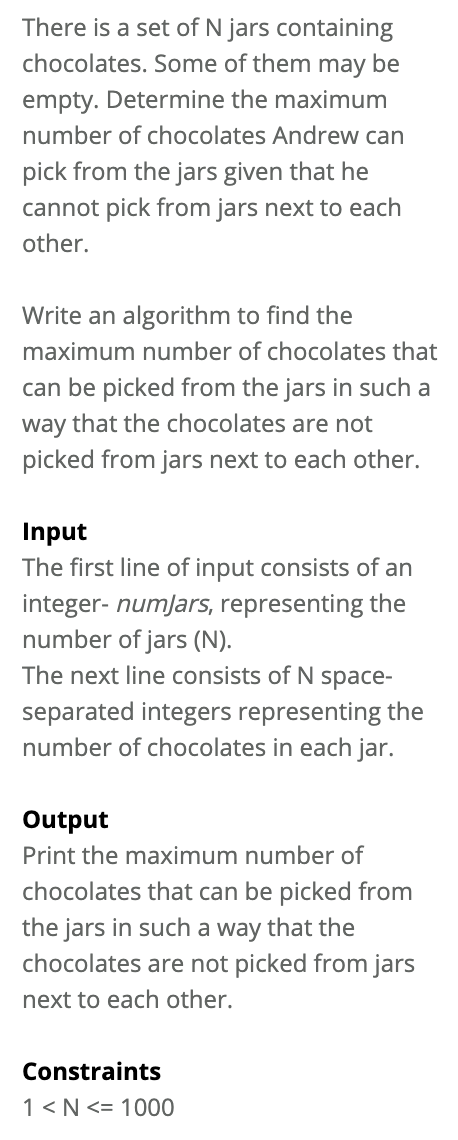 There is a set of N jars containing
chocolates. Some of them may be
empty. Determine the maximum
number of chocolates Andrew can
pick from the jars given that he
cannot pick from jars next to each
other.
Write an algorithm to find the
maximum number of chocolates that
can be picked from the jars in such a
way that the chocolates are not
picked from jars next to each other.
Input
The first line of input consists of an
integer- numJars, representing the
number of jars (N).
The next line consists of N space-
separated integers representing the
number of chocolates in each jar.
Output
Print the maximum number of
chocolates that can be picked from
the jars in such a way that the
chocolates are not picked from jars
next to each other.
Constraints
1 < N <= 1000